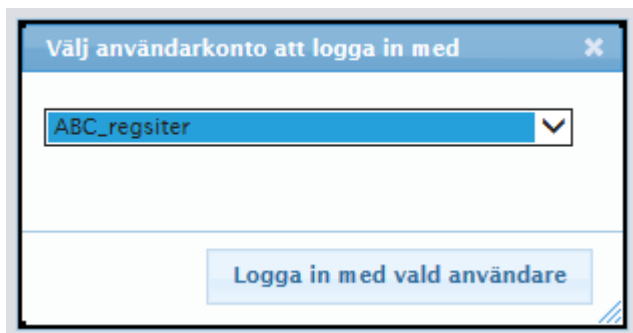 Välj användarkonto att logga in med
ABC_regsiter
Logga in med vald användare